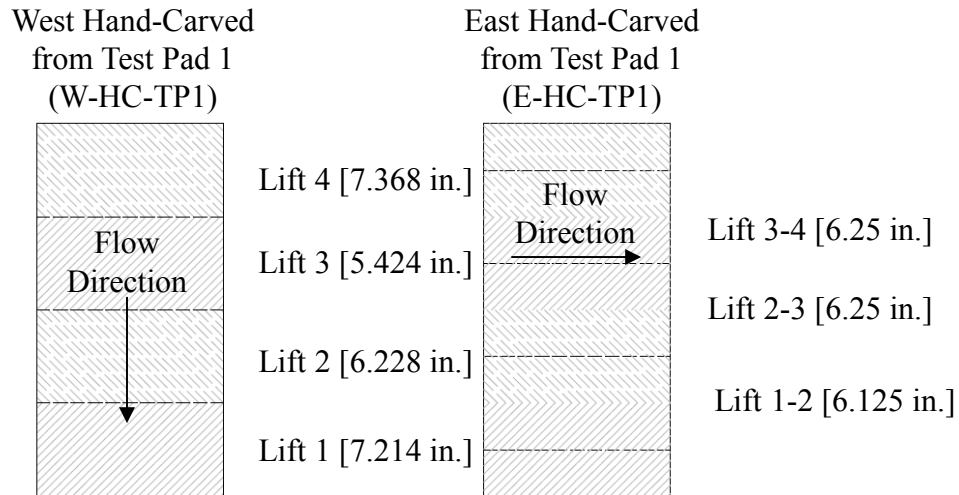 West Hand-Carved
from Test Pad 1
(W-HC-TP1)
Flow
Direction
Lift 4 [7.368 in.]
Lift 3 [5.424 in.]
Lift 2 [6.228 in.]
Lift 1 [7.214 in.]
East Hand-Carved
from Test Pad 1
(E-HC-TP1)
Flow
Direction
Lift 3-4 [6.25 in.]
Lift 2-3 [6.25 in.]
Lift 1-2 [6.125 in.]